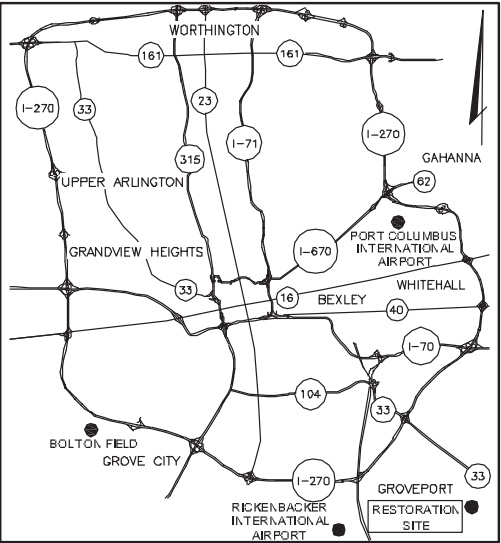 WORTHINGTON
161
161
I-270
33
23
I-71
I-270
315
GAHANNA
62
UPPER ARLINGTON
PORT COLUMBUS
INTERNATIONAL
AIRPORT
GRANDVIEW HEIGHTS
I-670
33
16
BEXLEY
WHITEHALL
40
I-70
104
33
BOLTON FIELD
GROVE CITY
I-270
33
GROVEPORT
RICKENBACKER
INTERNATIONAL
AIRPORT
RESTORATION
SITE